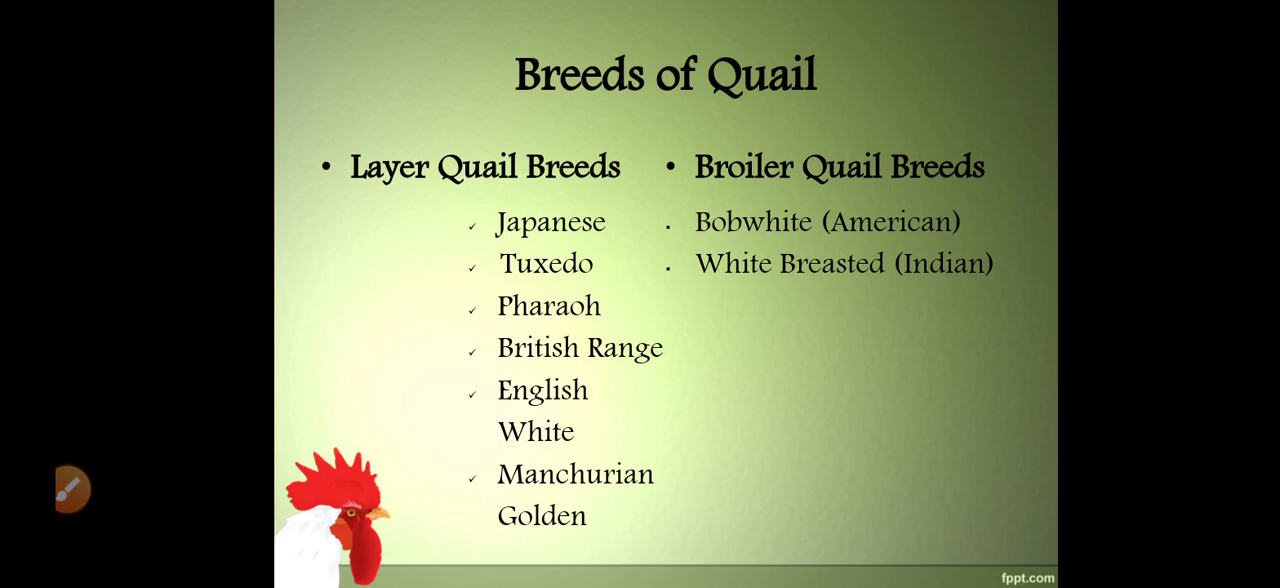 Breeds of Quail
• Layer Quail Breeds
✓ Japanese
✓ Tuxedo
✓ Pharaoh
✓ British Range
✓ English
White
✓ Manchurian
Golden
• Broiler Quail Breeds
▪ Bobwhite (American)
▪ White Breasted (Indian)
fppt.com